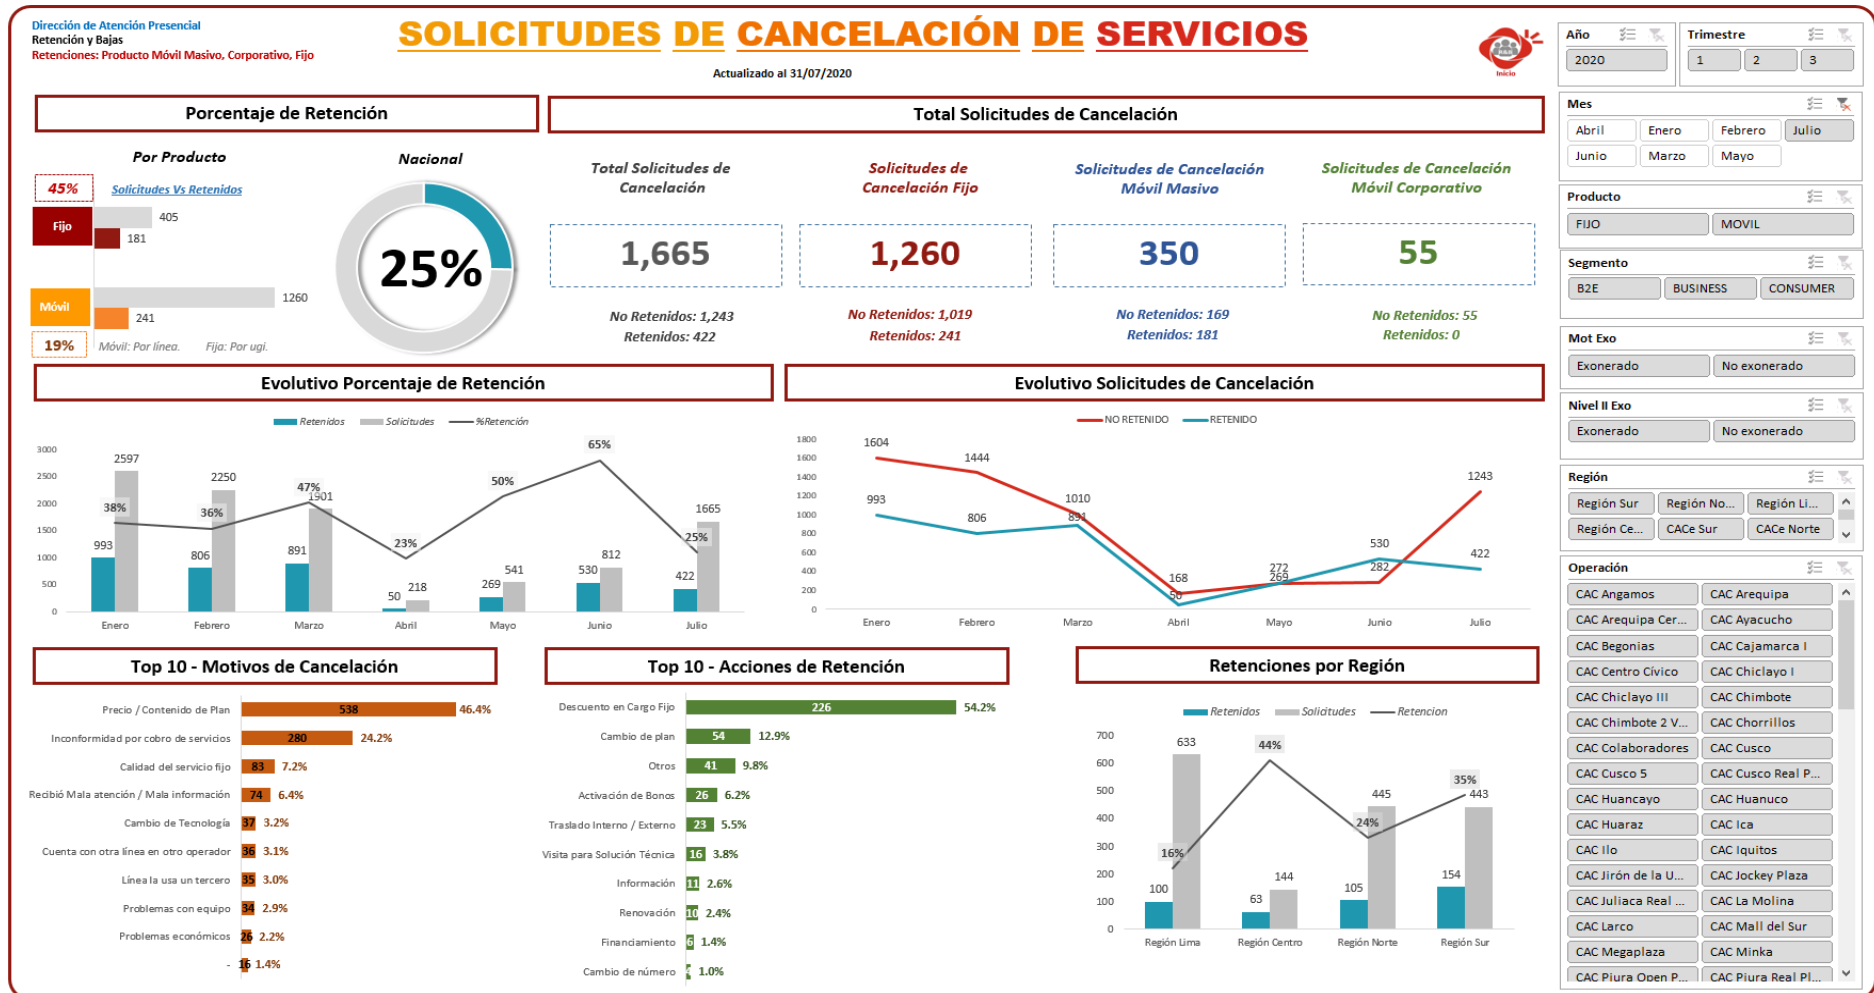 Dirección de Atención Presencial
Retención y Bajas
Retenciones: Producto Móvil Masivo, Corporativo, Fijo
SOLICITUDES DE CANCELACIÓN DE SERVICIOS
Actualizado al 31/07/2020
Inicio
Año
2020
Trimestre
1 2 3
Mes
Abril Enero Febrero Julio
Junio Marzo Mayo
Producto
FIJO MOVIL
Segmento
B2E BUSINESS CONSUMER
Mot Exo
Exonerado No exonerado
Nivel II Exo
Exonerado No exonerado
Región
Región Sur Región No... Región Li...
Región Ce... CACe Sur CACe Norte
Operación
CAC Angamos CAC Arequipa
CAC Arequipa Cer... CAC Ayacucho
CAC Begonias CAC Cajamarca I
CAC Centro Cívico CAC Chiclayo I
CAC Chiclayo III CAC Chimbote
CAC Chimbote 2 V... CAC Chorrillos
CAC Colaboradores CAC Cusco
CAC Cusco 5 CAC Cusco Real P...
CAC Huancayo CAC Huanuco
CAC Huaraz CAC Ica
CAC Ilo CAC Iquitos
CAC Jirón de la U... CAC Jockey Plaza
CAC Juliaca Real ... CAC La Molina
CAC Larco CAC Mall del Sur
CAC Megaplaza CAC Minka
CAC Piura Open P... CAC Piura Real Pl...
Porcentaje de Retención
Por Producto
45% Solicitudes Vs Retenidos
Fijo
405
181
Móvil
1260
241
19% Móvil: Por línea. Fija: Por ugi.
Nacional
25%
Total Solicitudes de Cancelación
Total Solicitudes de
Cancelación
1,665
No Retenidos: 1,243
Retenidos: 422
Solicitudes de
Cancelación Fijo
1,260
No Retenidos: 1,019
Retenidos: 241
Solicitudes de Cancelación
Móvil Masivo
350
No Retenidos: 169
Retenidos: 181
Solicitudes de Cancelación
Móvil Corporativo
55
No Retenidos: 55
Retenidos: 0
Evolutivo Porcentaje de Retención
Retenidos Solicitudes %Retención
3000
2500
2000
1500
1000
500
0
993 2597 38%
806 2250 36%
891 1901 47%
50 218 23%
269 541 50%
530 812 65%
422 1665 25%
Enero Febrero Marzo Abril Mayo Junio Julio
Evolutivo Solicitudes de Cancelación
NO RETENIDO RETENIDO
1800
1600
1400
1200
1000
800
600
400
200
0
1604 1444 1010 168 272 282 1243
993 806 891 50 269 530 422
Enero Febrero Marzo Abril Mayo Junio Julio
Top 10 - Motivos de Cancelación
Precio / Contenido de Plan 538 46.4%
Inconformidad por cobro de servicios 280 24.2%
Calidad del servicio fijo 83 7.2%
Recibió Mala atención / Mala información 74 6.4%
Cambio de Tecnología 37 3.2%
Cuenta con otra línea en otro operador 36 3.1%
Línea la usa un tercero 35 3.0%
Problemas con equipo 34 2.9%
Problemas económicos 26 2.2%
- 16 1.4%
Top 10 - Acciones de Retención
Descuento en Cargo Fijo 226 54.2%
Cambio de plan 54 12.9%
Otros 41 9.8%
Activación de Bonos 26 6.2%
Traslado Interno / Externo 23 5.5%
Visita para Solución Técnica 16 3.8%
Información 11 2.6%
Renovación 10 2.4%
Financiamiento 6 1.4%
Cambio de número 1.0%
Retenciones por Región
Retenidos Solicitudes Retencion
700
600
500
400
300
200
100
0
100 633 16%
63 144 44%
105 445 24%
154 443 35%
Región Lima Región Centro Región Norte Región Sur